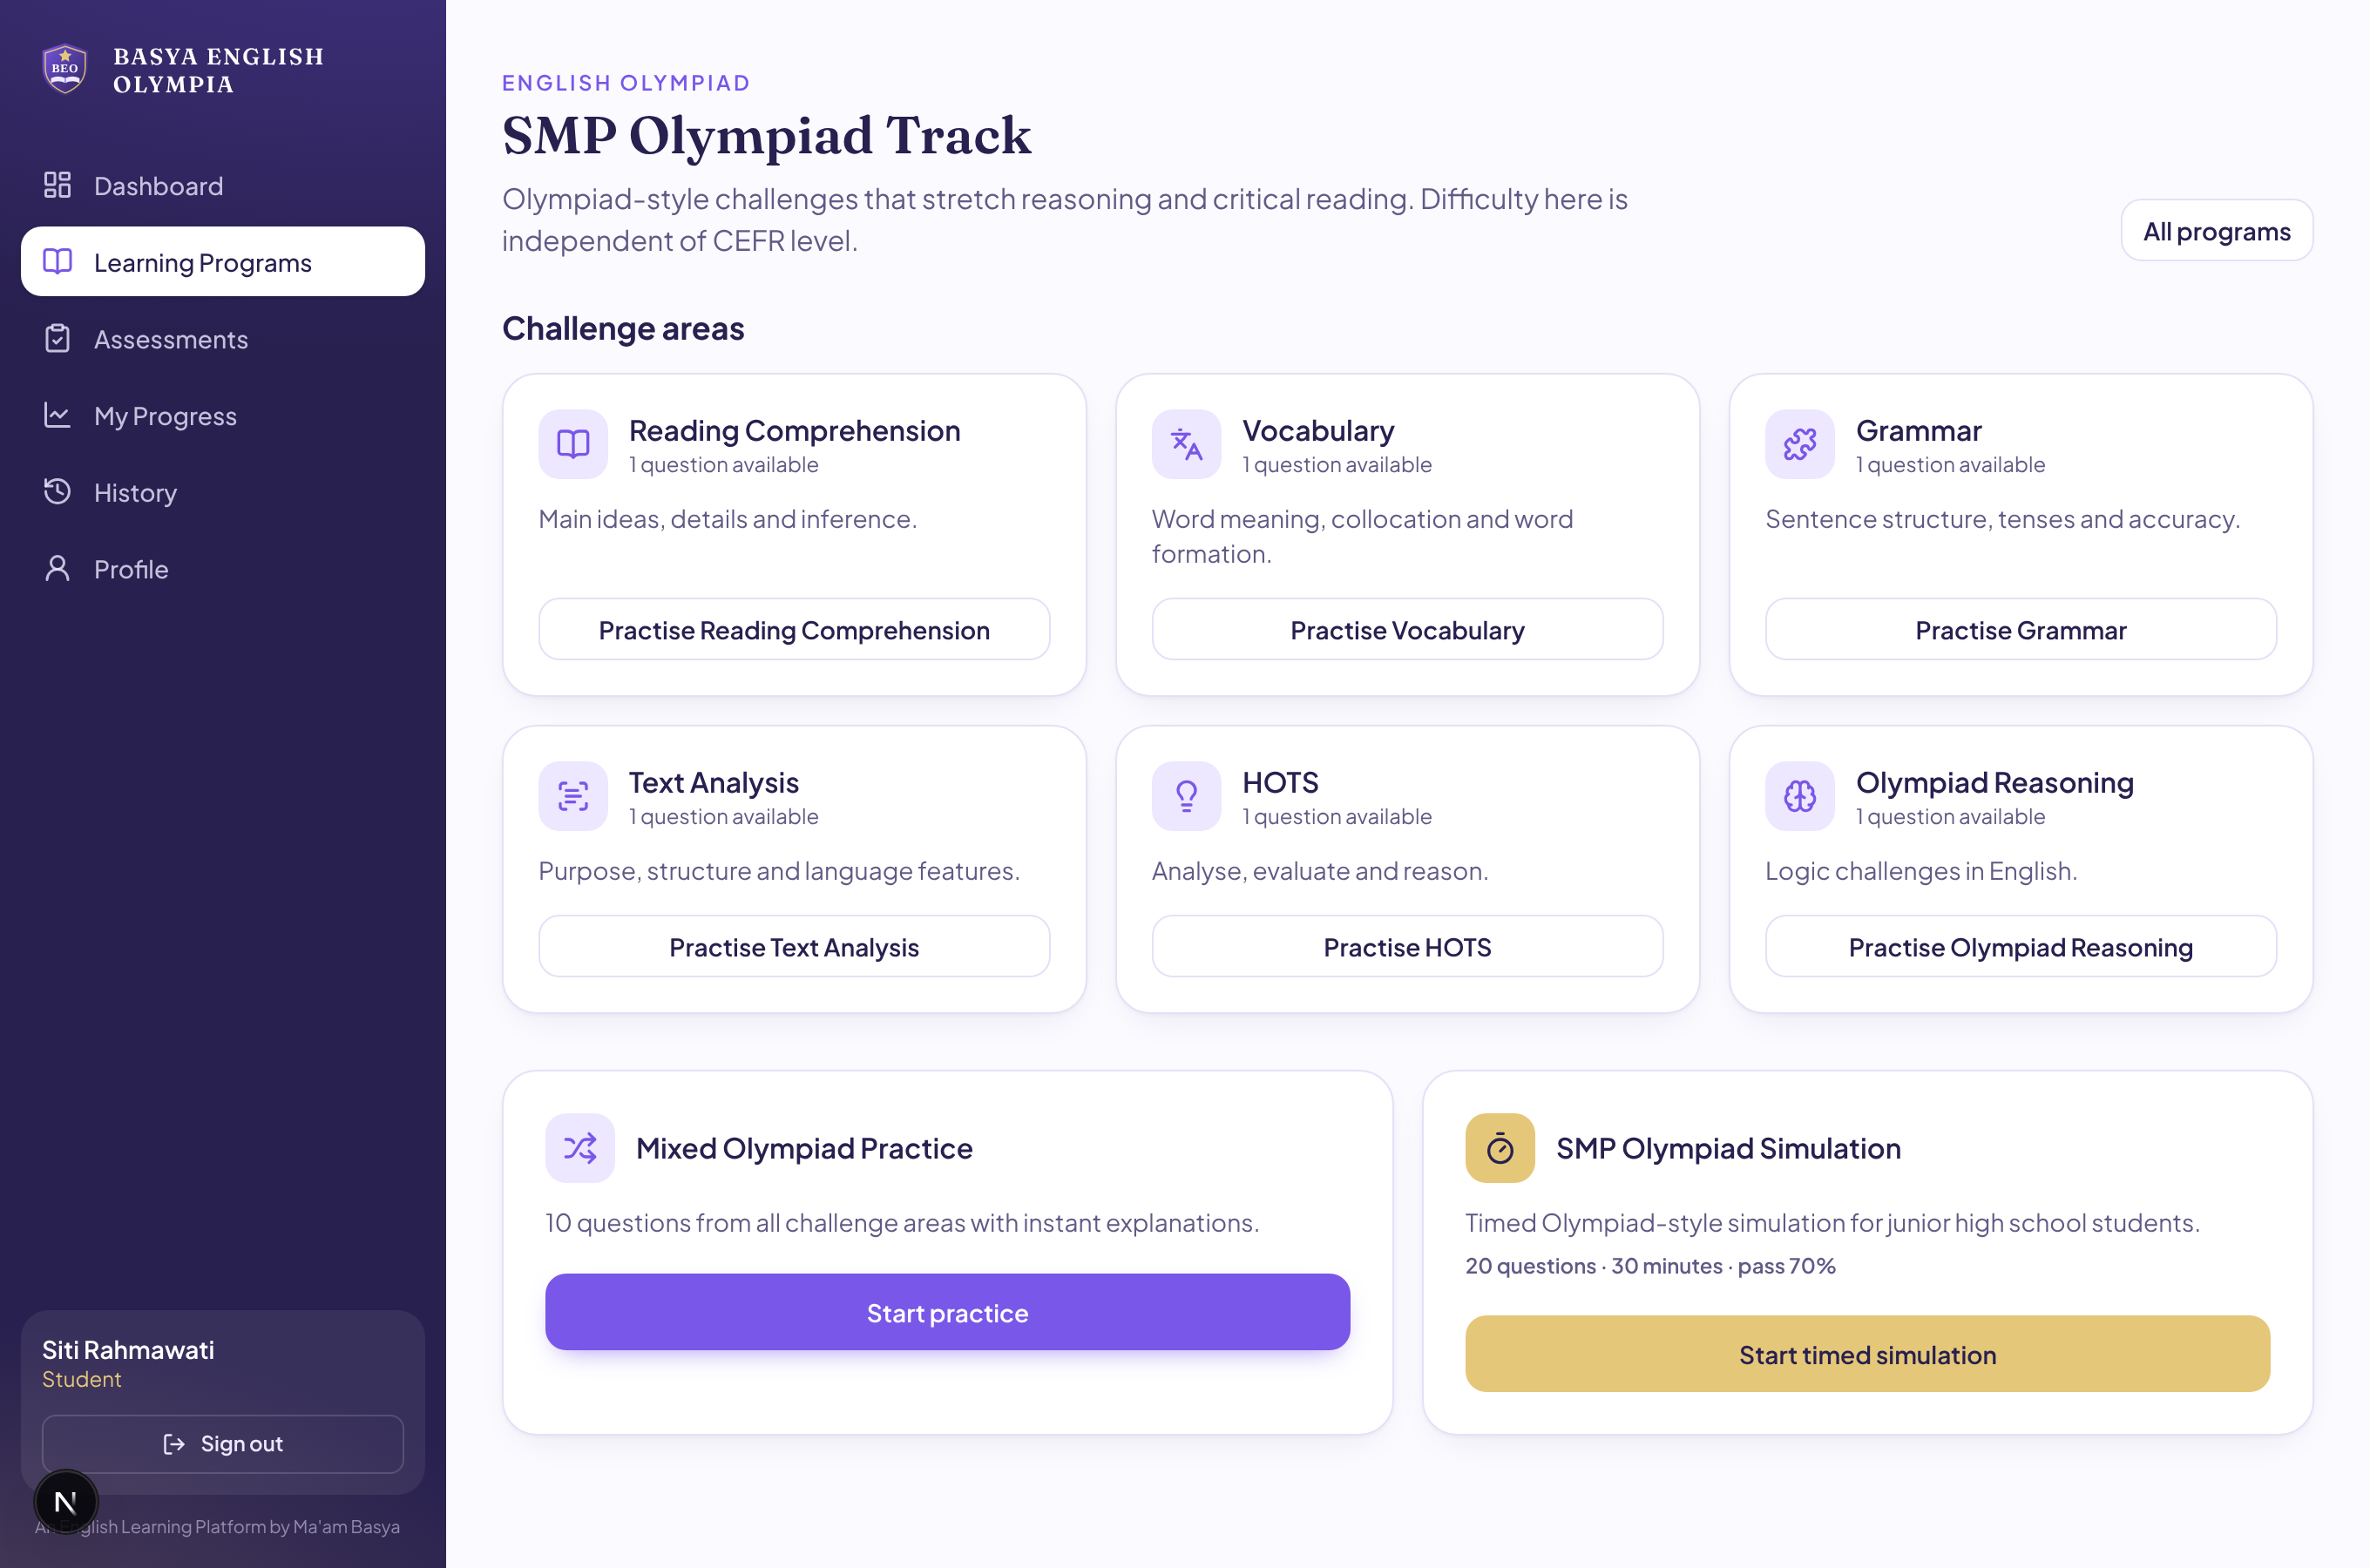 BEO
BASYA ENGLISH
OLYMPIA
Dashboard
Learning Programs
Assessments
My Progress
History
Profile
Siti Rahmawati
Student
Sign out
N
An English Learning Platform by Ma'am Basya
ENGLISH OLYMPIAD
SMP Olympiad Track
Olympiad-style challenges that stretch reasoning and critical reading. Difficulty here is
independent of CEFR level.
All programs
Challenge areas
Reading Comprehension
1 question available
Main ideas, details and inference.
Practise Reading Comprehension
Vocabulary
1 question available
Word meaning, collocation and word
formation.
Practise Vocabulary
Grammar
1 question available
Sentence structure, tenses and accuracy.
Practise Grammar
Text Analysis
1 question available
Purpose, structure and language features.
Practise Text Analysis
HOTS
1 question available
Analyse, evaluate and reason.
Practise HOTS
Olympiad Reasoning
1 question available
Logic challenges in English.
Practise Olympiad Reasoning
Mixed Olympiad Practice
10 questions from all challenge areas with instant explanations.
Start practice
SMP Olympiad Simulation
Timed Olympiad-style simulation for junior high school students.
20 questions · 30 minutes · pass 70%
Start timed simulation